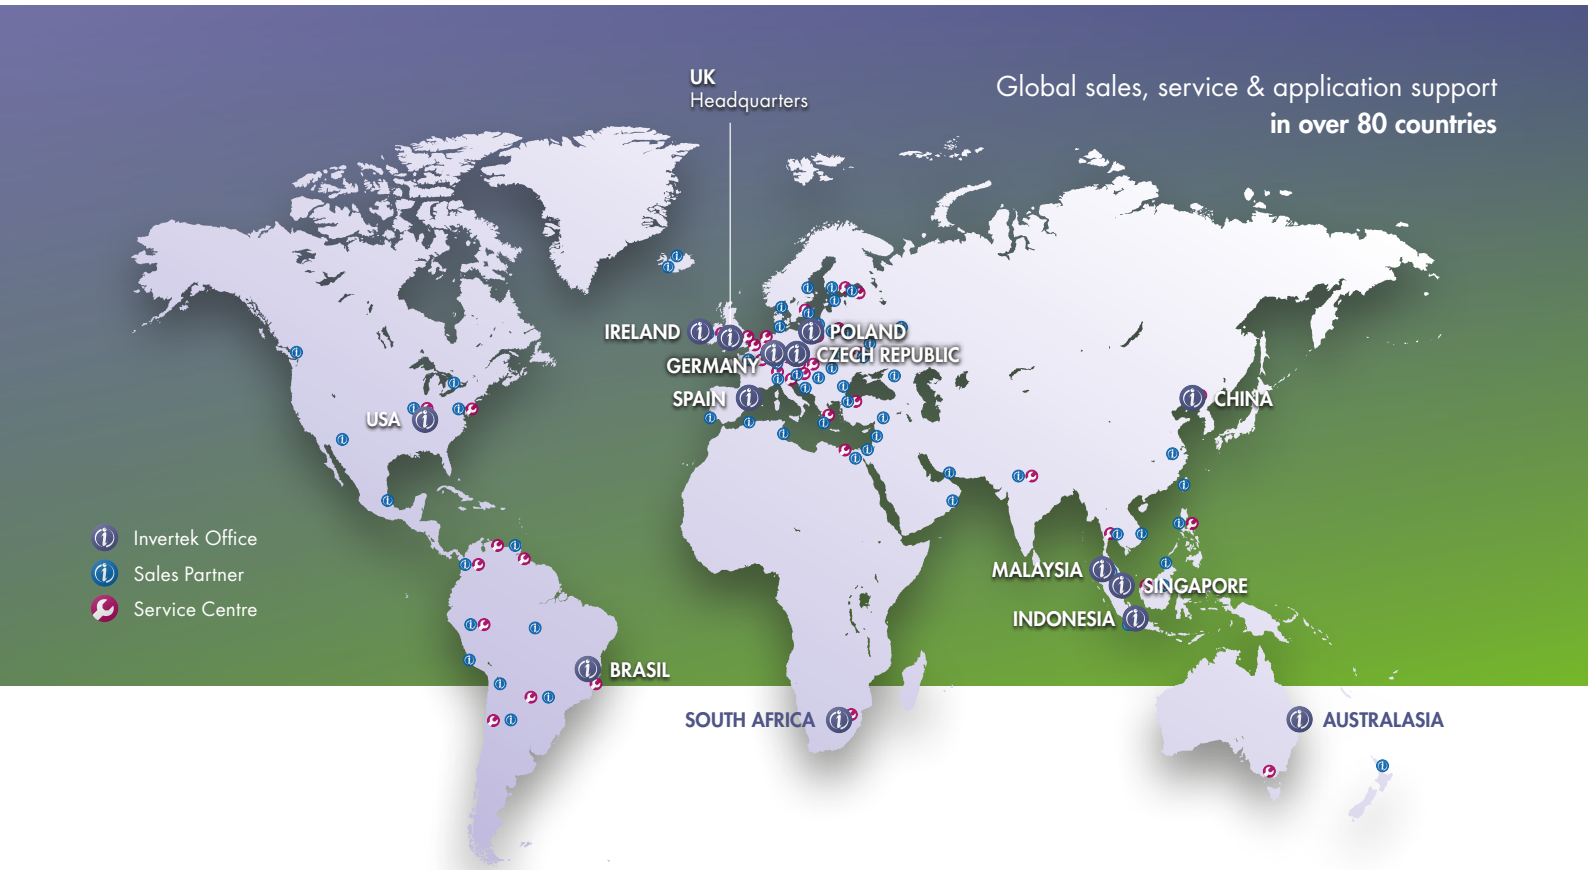 UK
Headquarters
Global sales, service & application support
in over 80 countries
IRELAND
POLAND
GERMANY
CZECH REPUBLIC
SPAIN
USA
CHINA
Invertek Office
Sales Partner
Service Centre
MALAYSIA
SINGAPORE
INDONESIA
BRASIL
SOUTH AFRICA
AUSTRALASIA